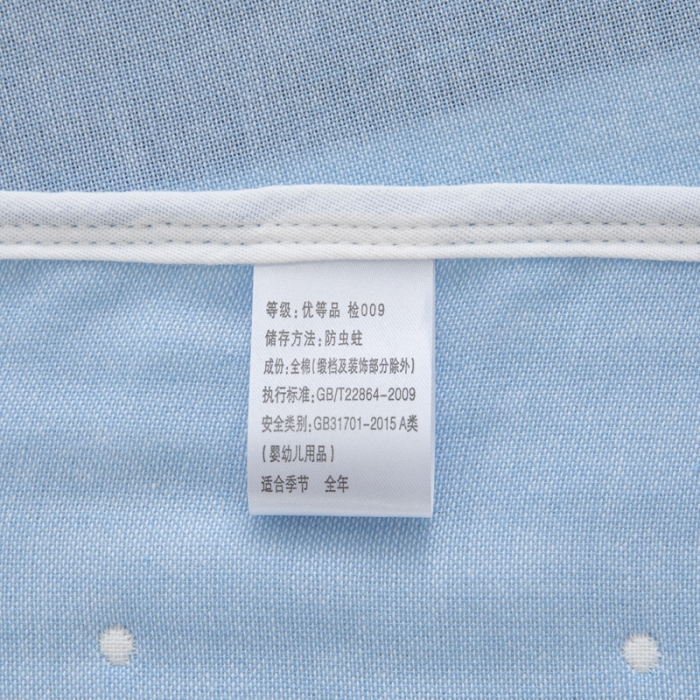 等级:优等品 检009
储存方法:防虫蛀
成份:全棉(缎档及装饰部分除外)
执行标准:GB/T22864-2009
安全类别:GB31701-2015 A类
(婴幼儿用品)
适合季节 全年